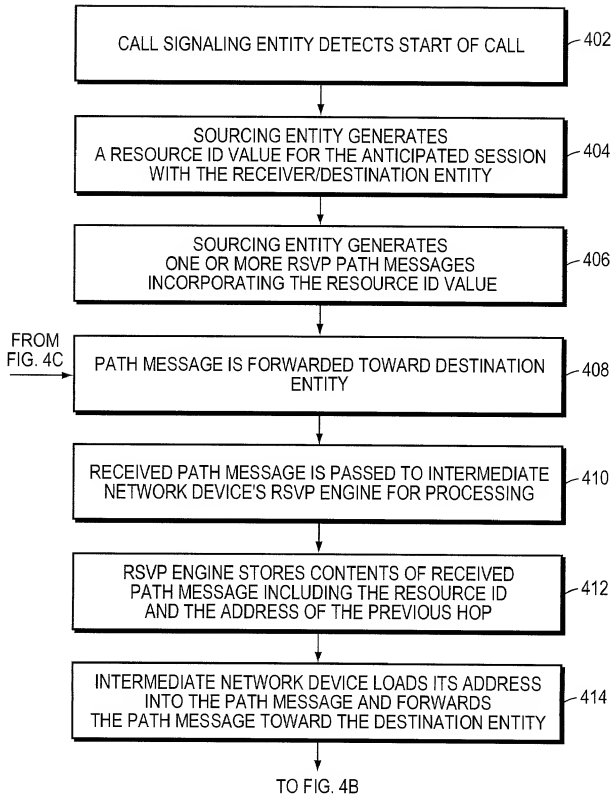 CALL SIGNALING ENTITY DETECTS START OF CALL
402
SOURCING ENTITY GENERATES
A RESOURCE ID VALUE FOR THE ANTICIPATED SESSION
WITH THE RECEIVER/DESTINATION ENTITY
404
SOURCING ENTITY GENERATES
ONE OR MORE RSVP PATH MESSAGES
INCORPORATING THE RESOURCE ID VALUE
406
FROM
FIG. 4C
PATH MESSAGE IS FORWARDED TOWARD DESTINATION
ENTITY
408
RECEIVED PATH MESSAGE IS PASSED TO INTERMEDIATE
NETWORK DEVICE'S RSVP ENGINE FOR PROCESSING
410
RSVP ENGINE STORES CONTENTS OF RECEIVED
PATH MESSAGE INCLUDING THE RESOURCE ID
AND THE ADDRESS OF THE PREVIOUS HOP
412
INTERMEDIATE NETWORK DEVICE LOADS ITS ADDRESS
INTO THE PATH MESSAGE AND FORWARDS
THE PATH MESSAGE TOWARD THE DESTINATION ENTITY
414
TO FIG. 4B